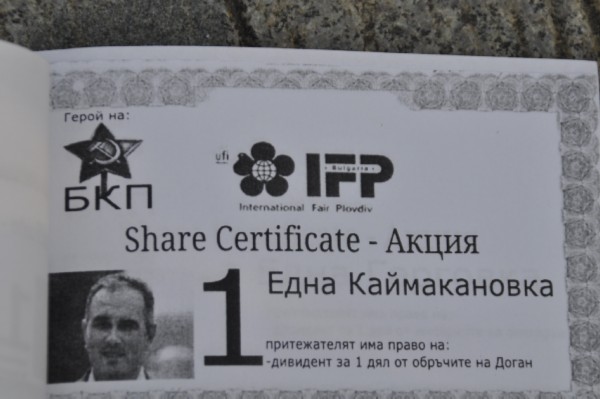 Герой на:
БКП
ufi
Bulgaria
IFP
International Fair Plovdiv
Share Certificate - Акция
1
Една Каймакановка
притежателят има право на:
-дивидент за 1 дял от обръчите на Доган